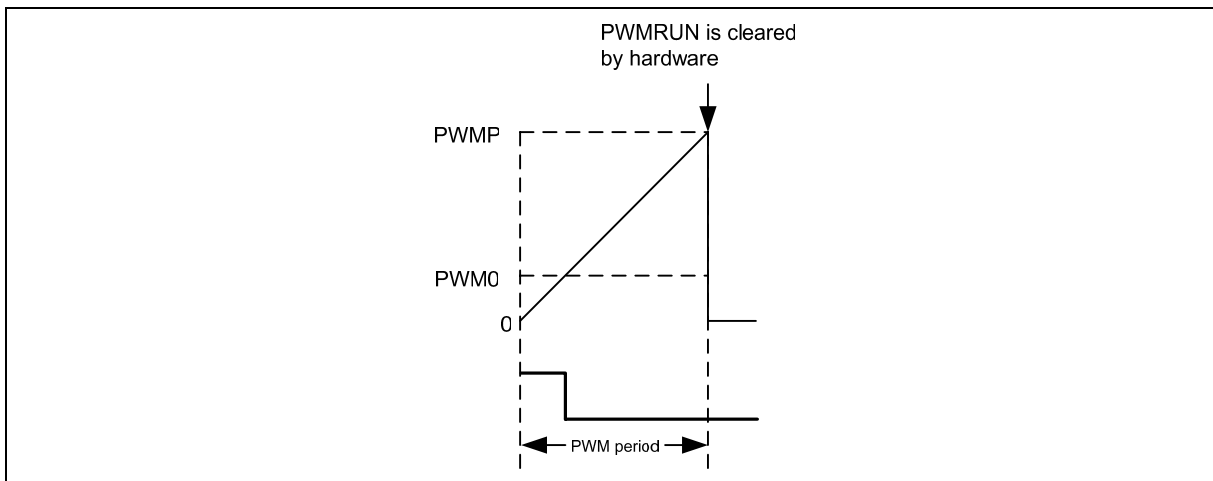 PWMRUN is cleared
by hardware
PWMP
PWM0
0
PWM period